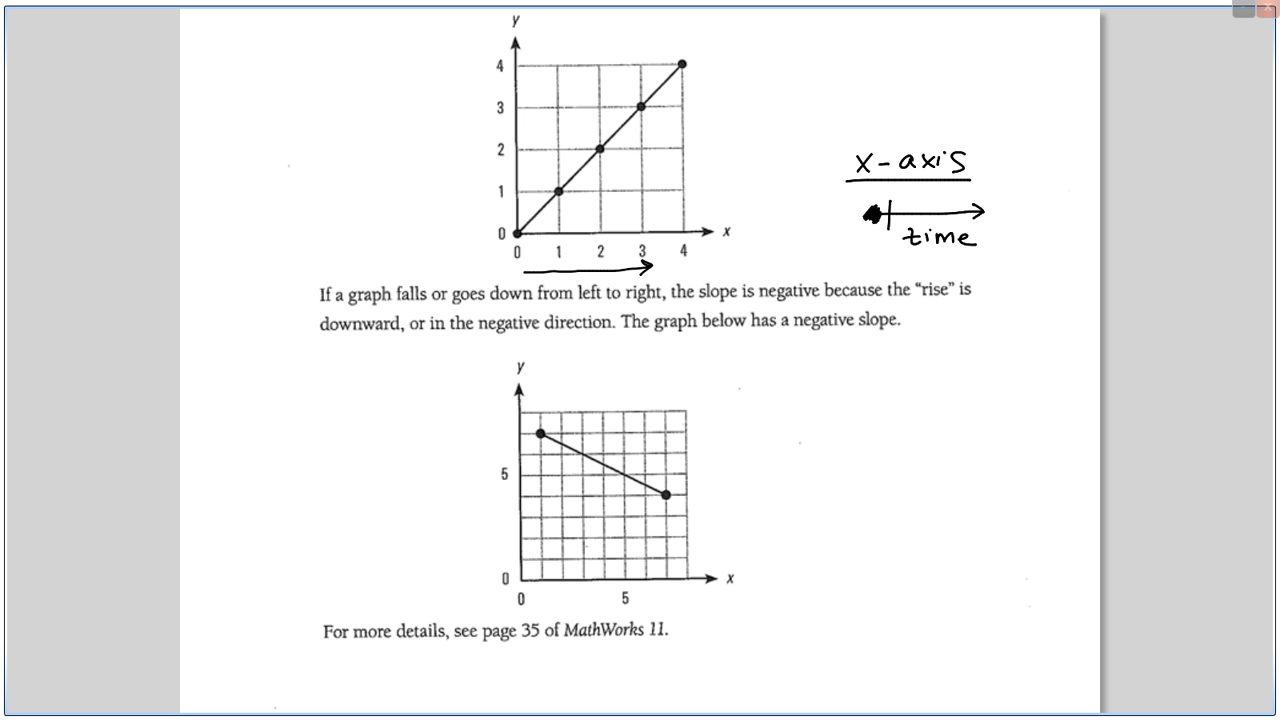 y
4
3
2
1
0
x
0 1 2 3 4
x-axis
time
If a graph falls or goes down from left to right, the slope is negative because the “rise” is
downward, or in the negative direction. The graph below has a negative slope.
y
5
0
x
0 5
For more details, see page 35 of MathWorks 11.